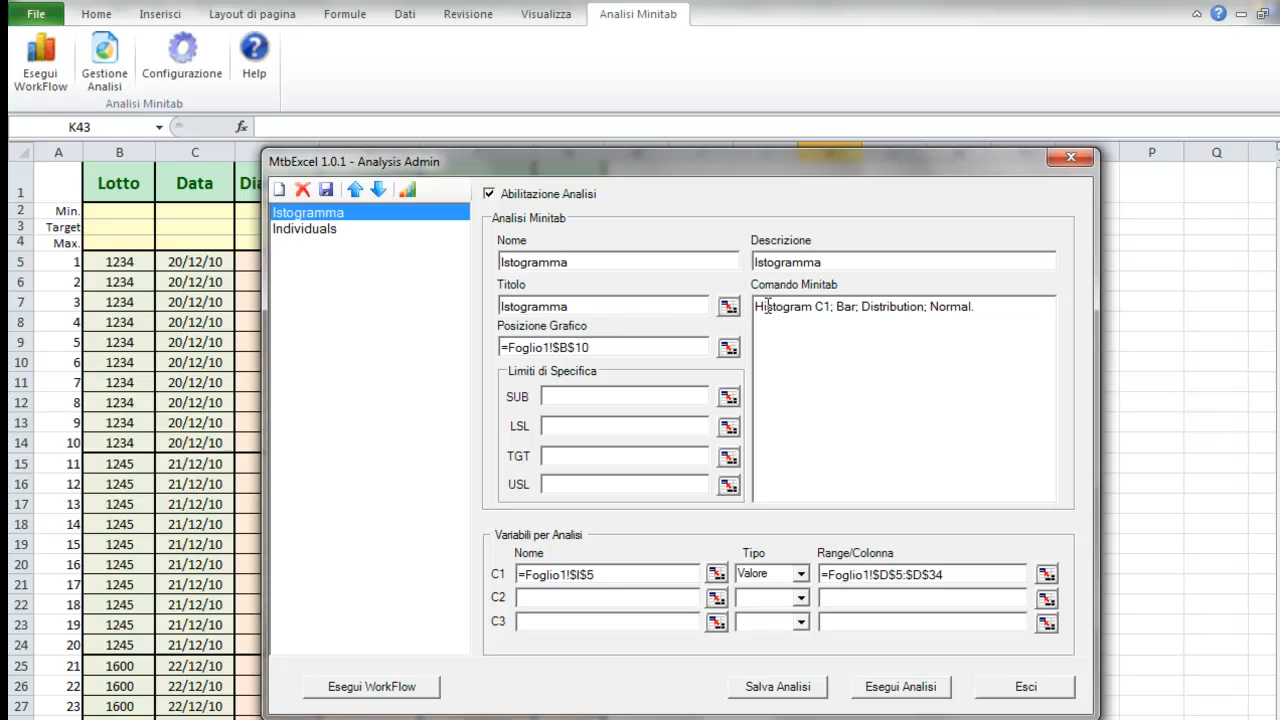 File Home Inserisci Layout di pagina Formule Dati Revisione Visualizza Analisi Minitab
Esegui WorkFlow
Gestione Analisi
Configurazione
Help
Analisi Minitab
K43 fx
A B C P Q
1 Lotto Data
2 Min.
3 Target
4 Max.
5 1 1234 20/12/10
6 2 1234 20/12/10
7 3 1234 20/12/10
8 4 1234 20/12/10
9 5 1234 20/12/10
10 6 1234 20/12/10
11 7 1234 20/12/10
12 8 1234 20/12/10
13 9 1234 20/12/10
14 10 1234 20/12/10
15 11 1245 21/12/10
16 12 1245 21/12/10
17 13 1245 21/12/10
18 14 1245 21/12/10
19 15 1245 21/12/10
20 16 1245 21/12/10
21 17 1245 21/12/10
22 18 1245 21/12/10
23 19 1245 21/12/10
24 20 1245 21/12/10
25 21 1600 22/12/10
26 22 1600 22/12/10
27 23 1600 22/12/10
MtbExcel 1.0.1 - Analysis Admin
Istogramma
Individuals
Abilitazione Analisi
Analisi Minitab
Nome Descrizione
Istogramma Istogramma
Titolo Comando Minitab
Istogramma Histogram C1; Bar; Distribution; Normal.
Posizione Grafico
=Foglio1!$B$10
Limiti di Specifica
SUB
LSL
TGT
USL
Variabili per Analisi
Nome Tipo Range/Colonna
C1 =Foglio1!$I$5 Valore =Foglio1!$D$5:$D$34
C2
C3
Esegui WorkFlow Salva Analisi Esegui Analisi Esci